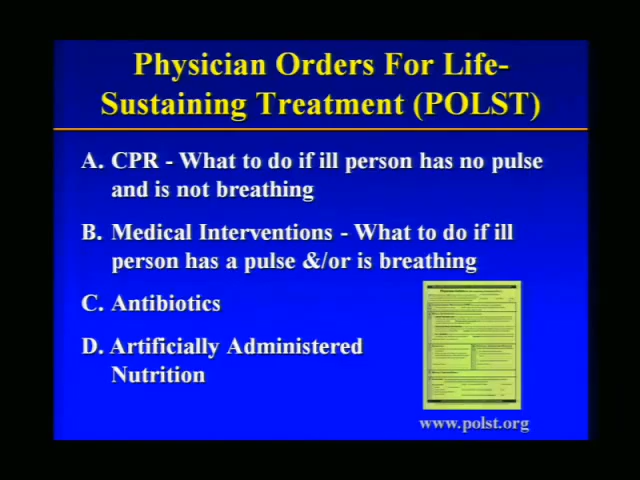 Physician Orders For Life-
Sustaining Treatment (POLST)
A. CPR - What to do if ill person has no pulse
and is not breathing
B. Medical Interventions - What to do if ill
person has a pulse &/or is breathing
C. Antibiotics
D. Artificially Administered
Nutrition
www.polst.org